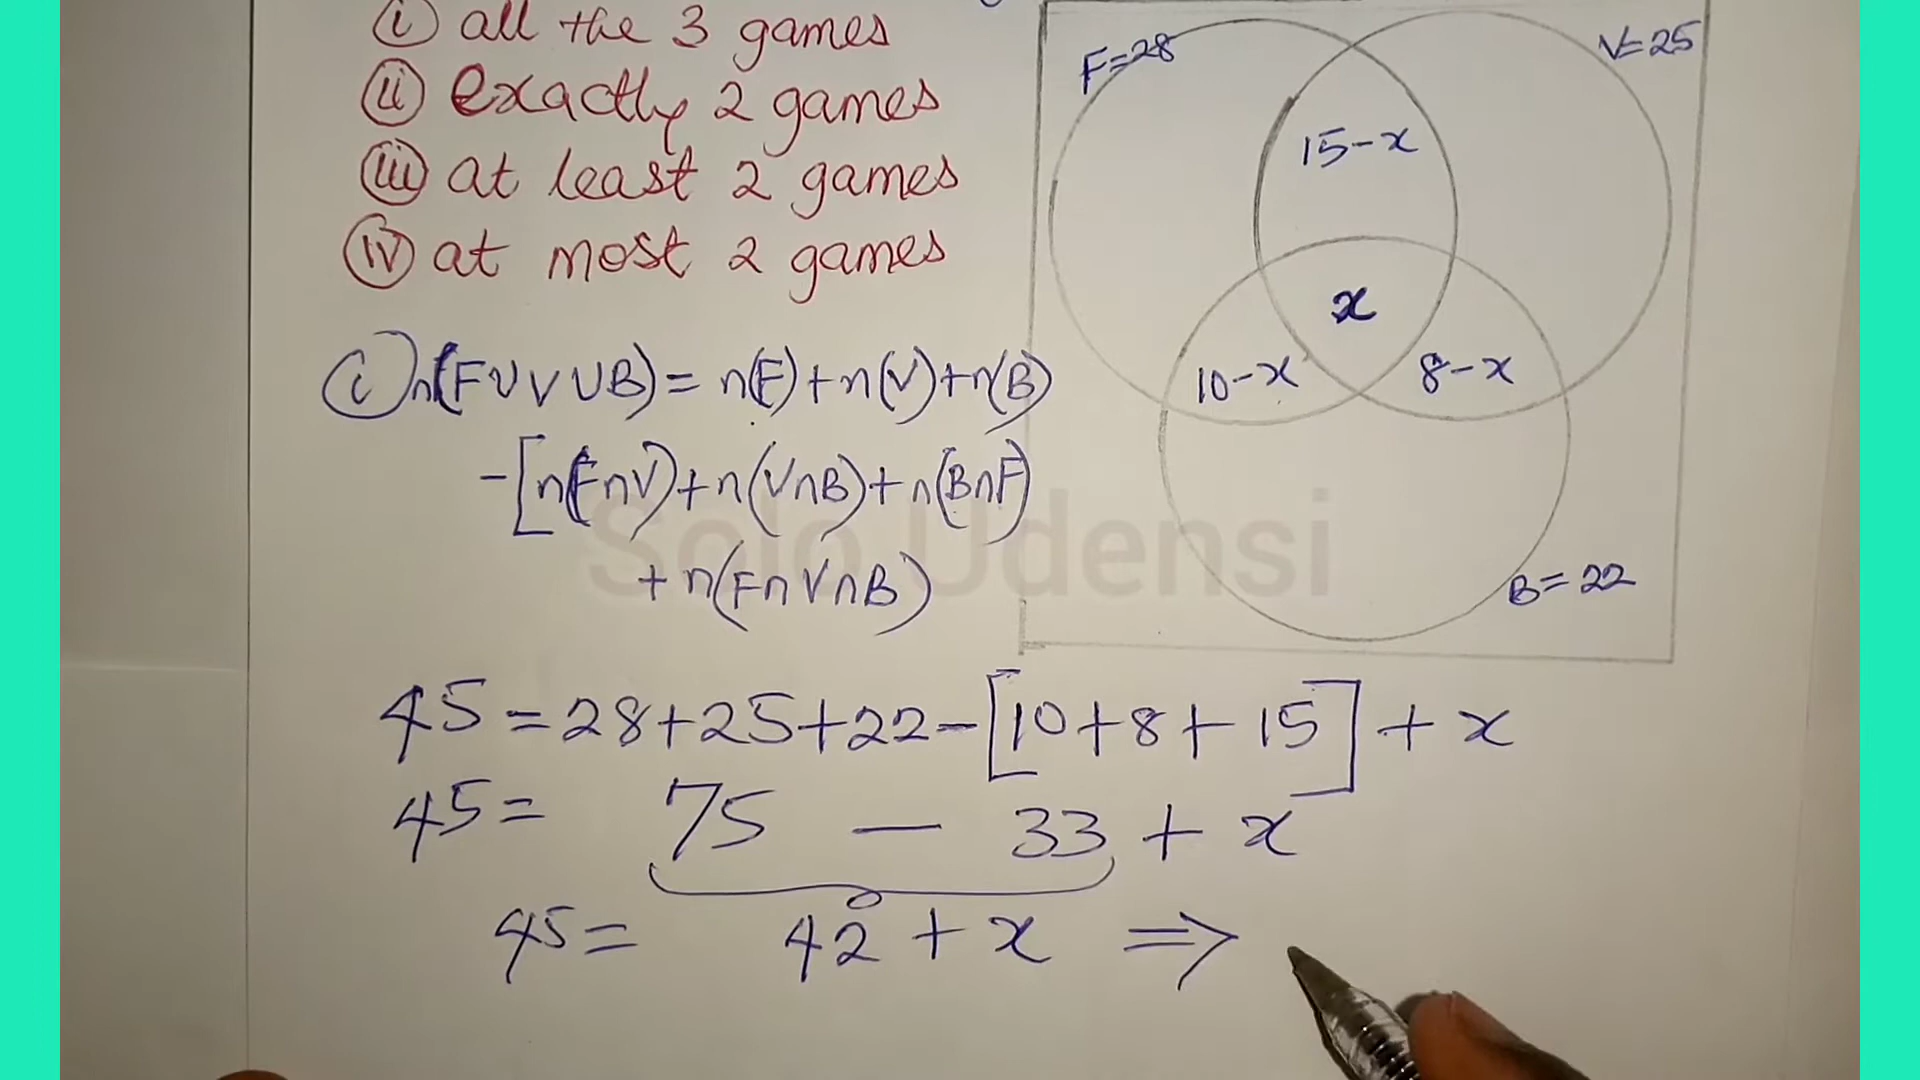 (i) all the 3 games
(ii) exactly 2 games
(iii) at least 2 games
(iv) at most 2 games
F=28
V=25
15-x
x
10-x
8-x
B=22
(i) n(F∪V∪B)=n(F)+n(V)+n(B)
-[n(F∩V)+n(V∩B)+n(B∩F)
+n(F∩V∩B)
Solo Udensi
45=28+25+22-[10+8+15]+x
45= 75 - 33+x
45= 42+x ⇒